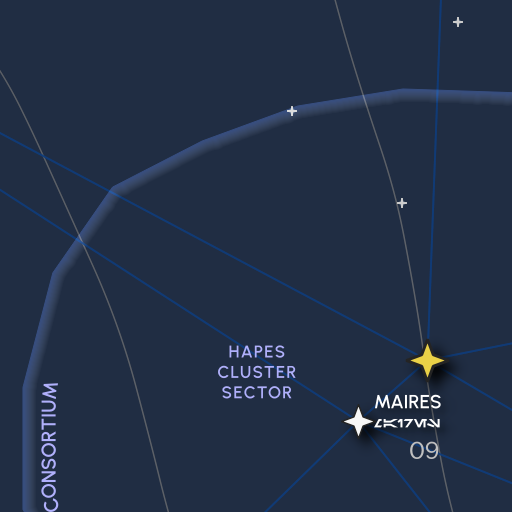 HAPES
CLUSTER
SECTOR
MAIRES
09
CONSORTIUM